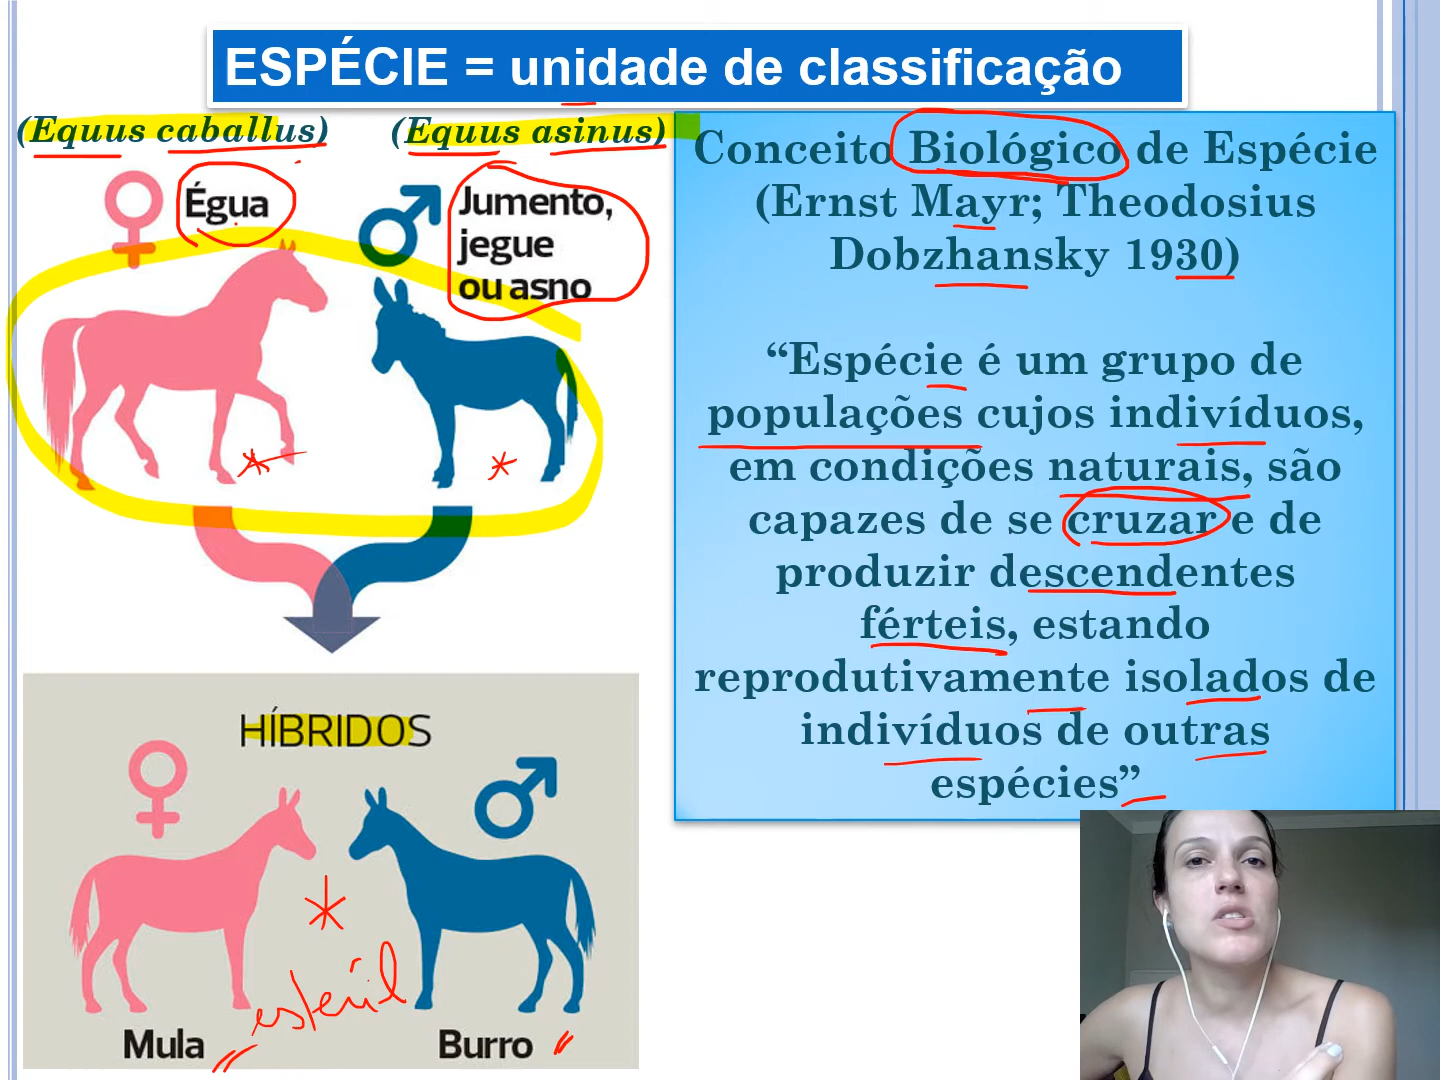 ESPÉCIE = unidade de classificação
(Equus caballus)
(Equus asinus)
Égua
Jumento,
jegue
ou asno
HÍBRIDOS
estéril
Mula
Burro
Conceito Biológico de Espécie
(Ernst Mayr; Theodosius
Dobzhansky 1930)
“Espécie é um grupo de
populações cujos indivíduos,
em condições naturais, são
capazes de se cruzar e de
produzir descendentes
férteis, estando
reprodutivamente isolados de
indivíduos de outras
espécies”